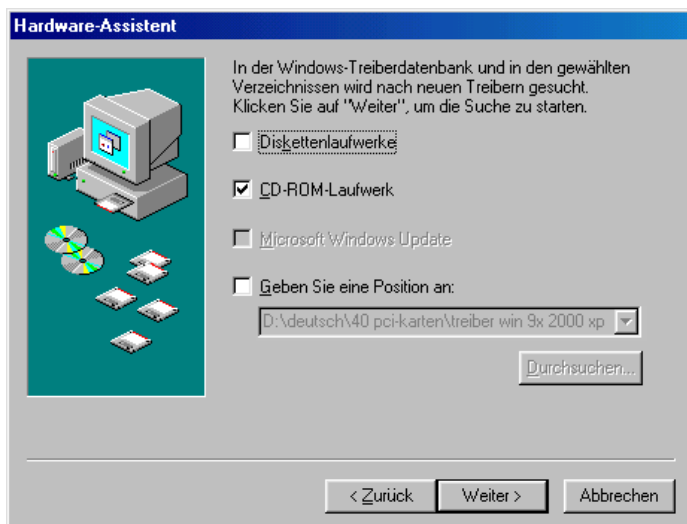 Hardware-Assistent
In der Windows-Treiberdatenbank und in den gewählten
Verzeichnissen wird nach neuen Treibern gesucht.
Klicken Sie auf "Weiter", um die Suche zu starten.
Diskettenlaufwerke
CD-ROM-Laufwerk
Microsoft Windows Update
Geben Sie eine Position an:
D:\deutsch\40 pci-karten\treiber win 9x 2000 xp
Durchsuchen...
< Zurück
Weiter >
Abbrechen